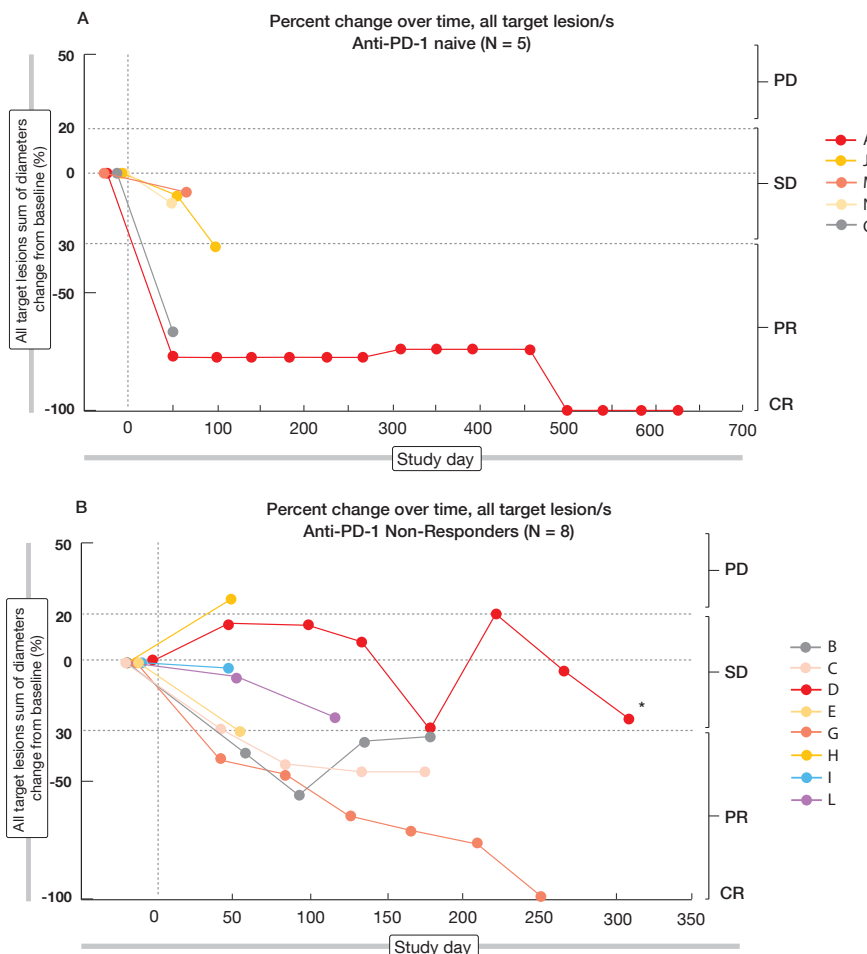 A
Percent change over time, all target lesion/s
Anti-PD-1 naive (N = 5)
All target lesions sum of diameters
change from baseline (%)
50
20
0
30
-50
-100
0
100
200
300
400
500
600
700
Study day
PD
SD
PR
CR
A
J
B
Percent change over time, all target lesion/s
Anti-PD-1 Non-Responders (N = 8)
All target lesions sum of diameters
change from baseline (%)
50
20
0
30
-50
-100
0
50
100
150
200
250
300
350
Study day
*
PD
SD
PR
CR
B
C
D
E
G
H
I
L